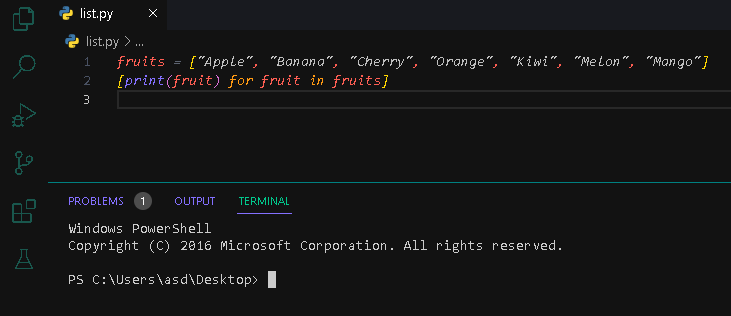 list.py
list.py > ...
1 fruits = ["Apple", "Banana", "Cherry", "Orange", "Kiwi", "Melon", "Mango"]
2 [print(fruit) for fruit in fruits]
3
PROBLEMS 1 OUTPUT TERMINAL
Windows PowerShell
Copyright (C) 2016 Microsoft Corporation. All rights reserved.
PS C:\Users\asd\Desktop>